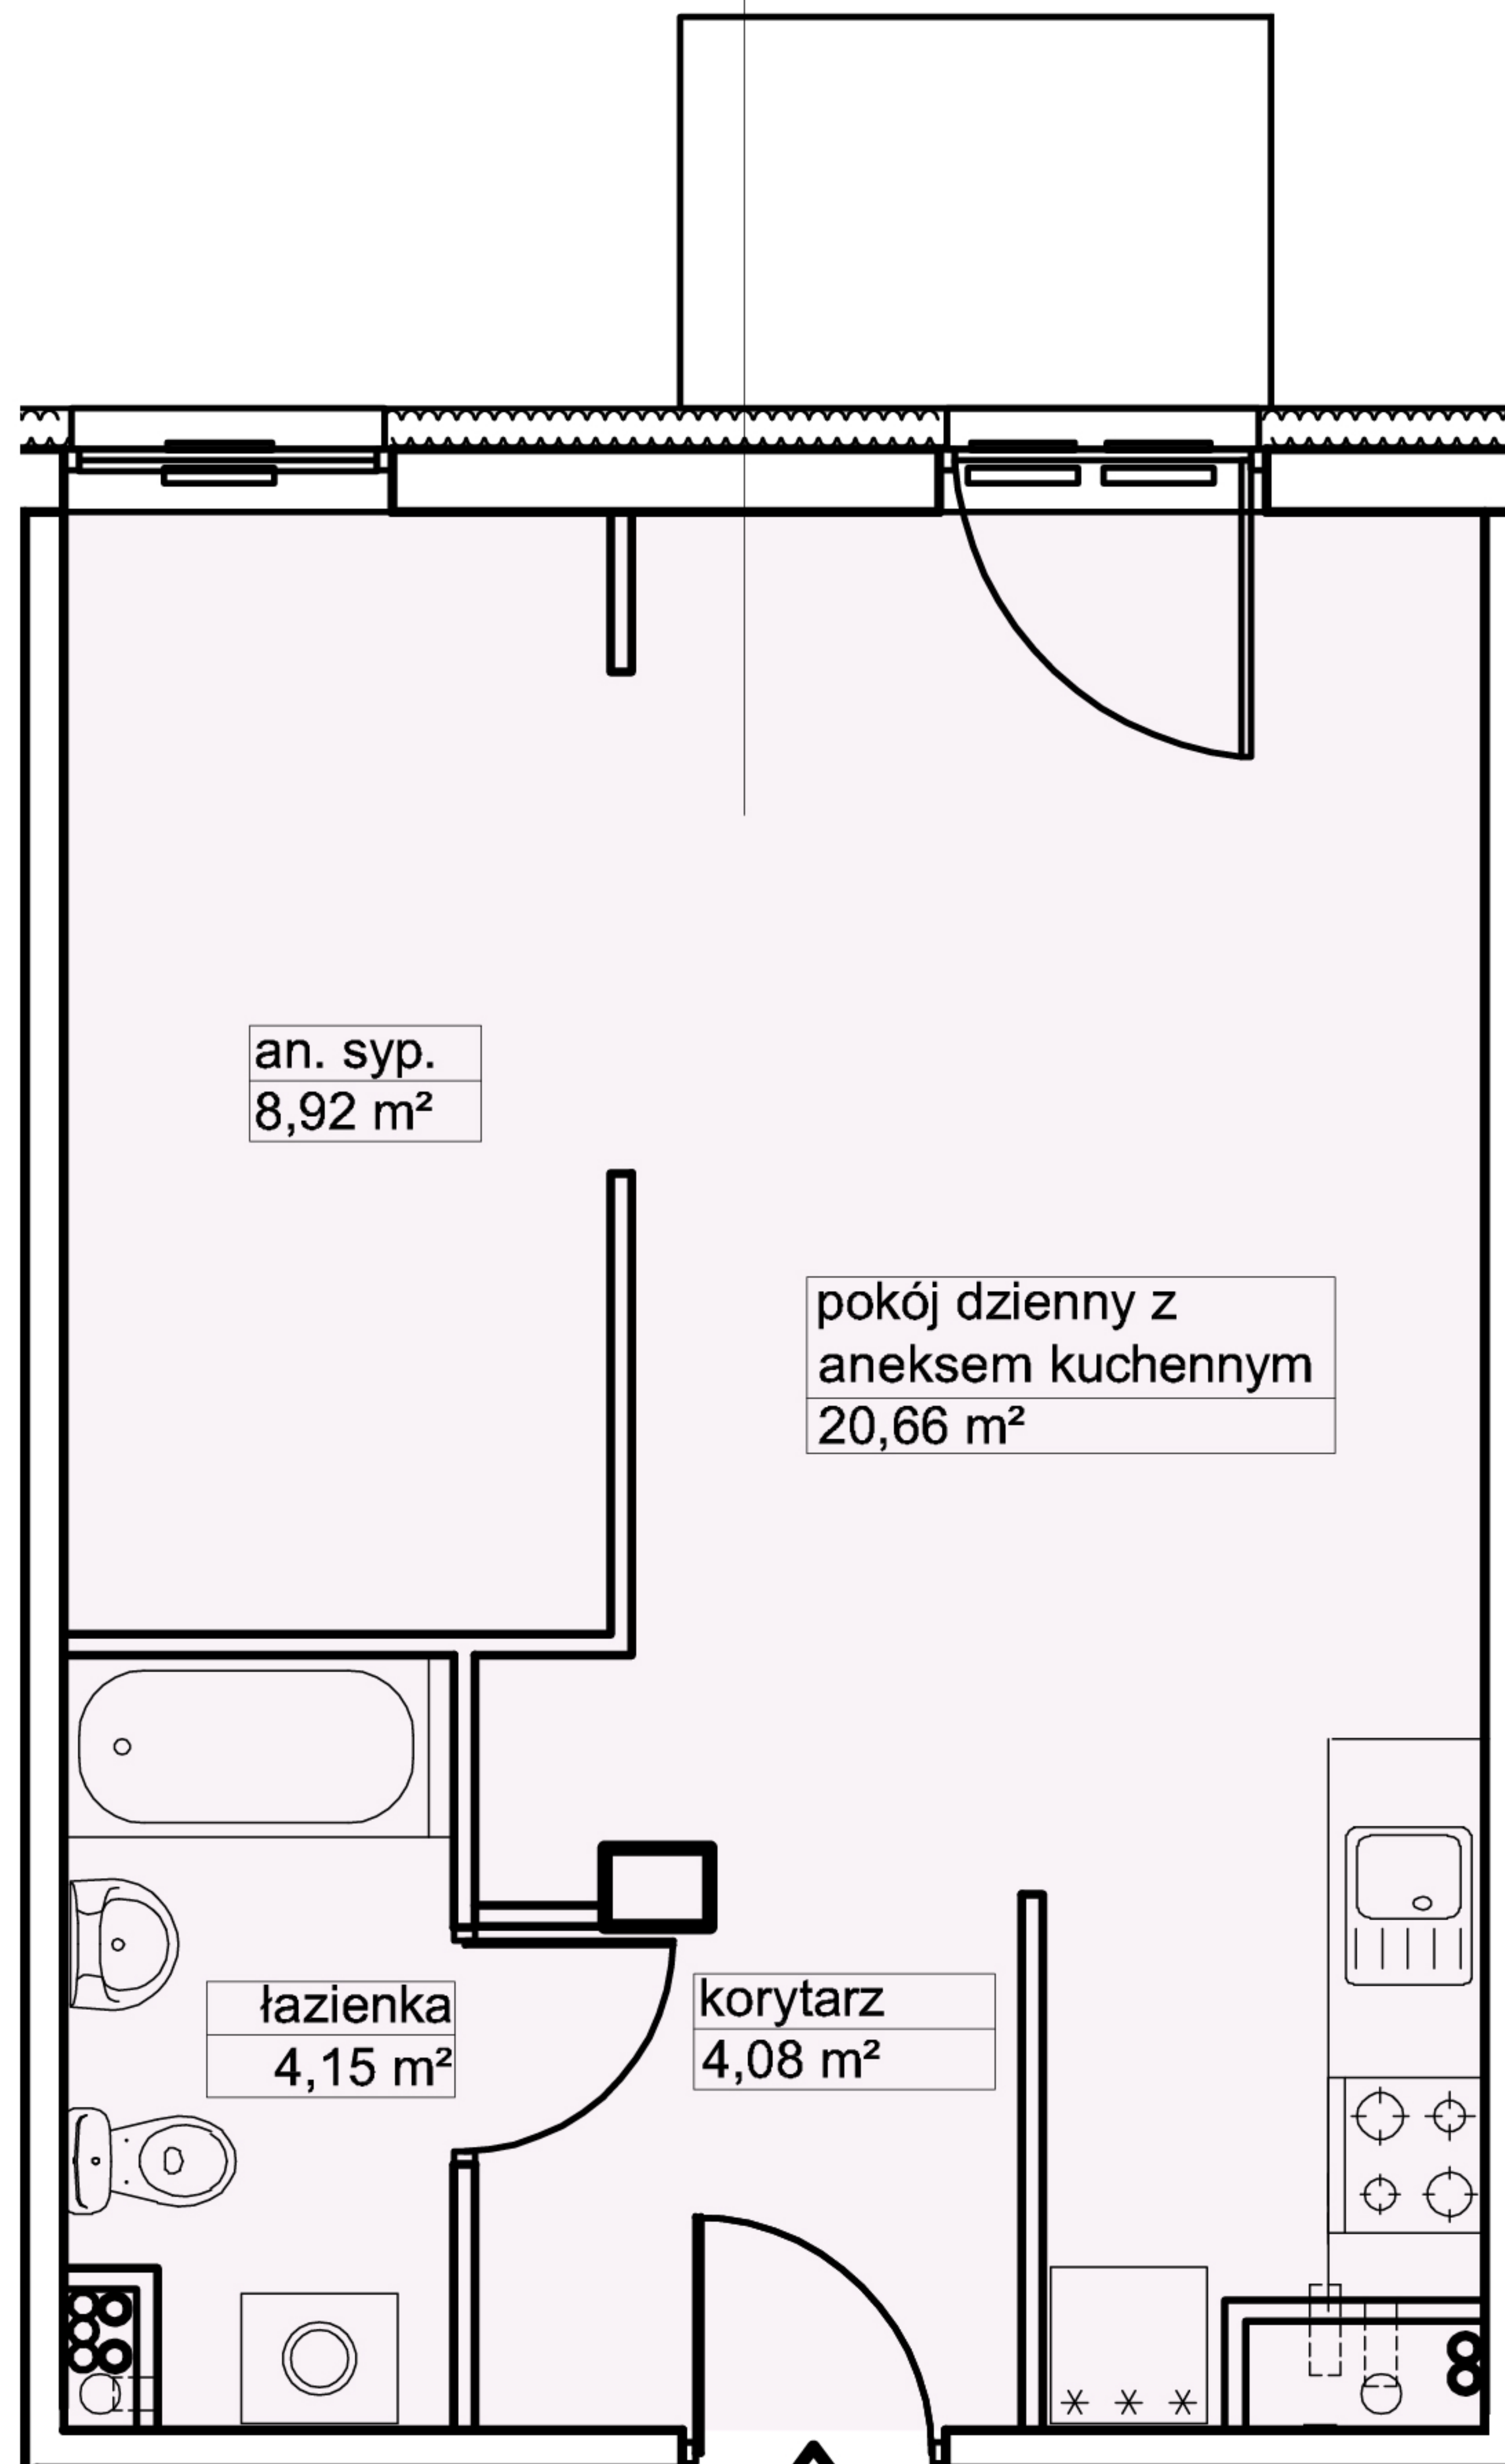 an. syp.
8,92 m²
pokój dzienny z
aneksem kuchennym
20,66 m²
łazienka
4,15 m²
korytarz
4,08 m²